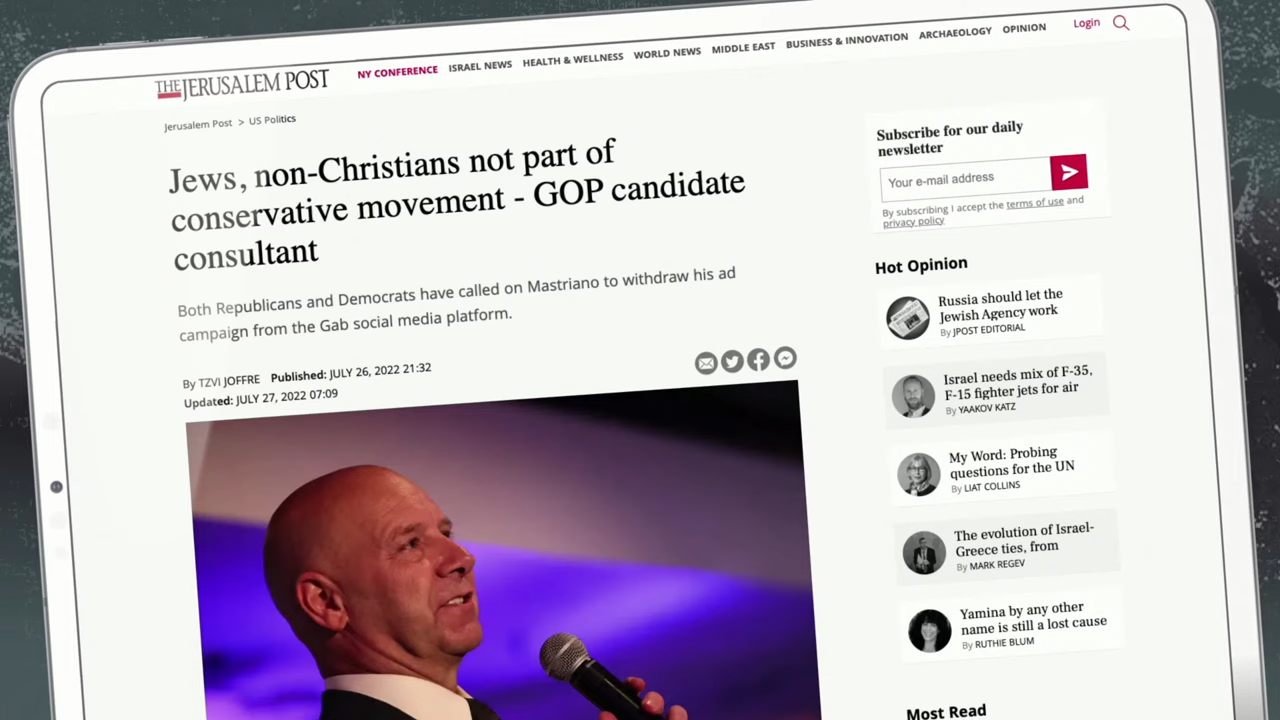 THE JERUSALEM POST
NY CONFERENCE ISRAEL NEWS HEALTH & WELLNESS WORLD NEWS MIDDLE EAST BUSINESS & INNOVATION ARCHAEOLOGY OPINION
Login
Jerusalem Post > US Politics
Jews, non-Christians not part of
conservative movement - GOP candidate
consultant
Both Republicans and Democrats have called on Mastriano to withdraw his ad
campaign from the Gab social media platform.
By TZVI JOFFRE Published: JULY 26, 2022 21:32
Updated: JULY 27, 2022 07:09
Subscribe for our daily
newsletter
Your e-mail address
By subscribing I accept the terms of use and
privacy policy
Hot Opinion
Russia should let the
Jewish Agency work
By JPOST EDITORIAL
Israel needs mix of F-35,
F-15 fighter jets for air
By YAAKOV KATZ
My Word: Probing
questions for the UN
By LIAT COLLINS
The evolution of Israel-
Greece ties, from
By MARK REGEV
Yamina by any other
name is still a lost cause
By RUTHIE BLUM
Most Read